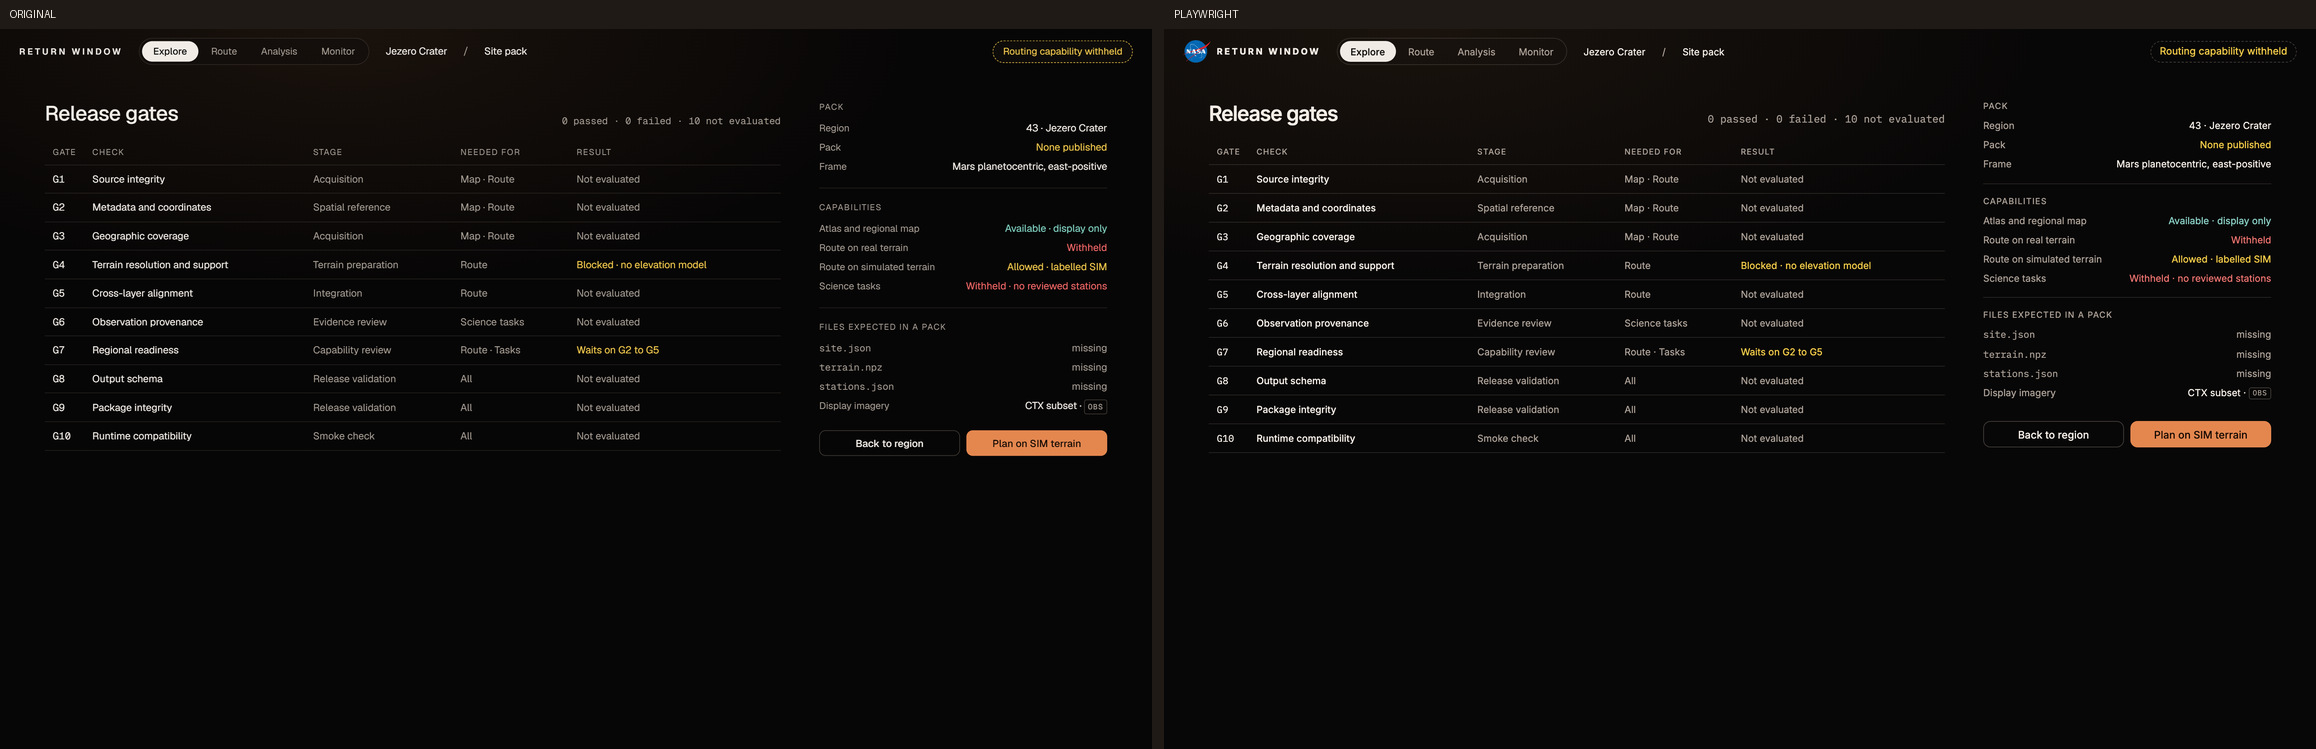 ORIGINAL
RETURN WINDOW Explore Route Analysis Monitor Jezero Crater / Site pack Routing capability withheld
Release gates
0 passed · 0 failed · 10 not evaluated
GATE CHECK STAGE NEEDED FOR RESULT
G1 Source integrity Acquisition Map · Route Not evaluated
G2 Metadata and coordinates Spatial reference Map · Route Not evaluated
G3 Geographic coverage Acquisition Map · Route Not evaluated
G4 Terrain resolution and support Terrain preparation Route Blocked · no elevation model
G5 Cross-layer alignment Integration Route Not evaluated
G6 Observation provenance Evidence review Science tasks Not evaluated
G7 Regional readiness Capability review Route · Tasks Waits on G2 to G5
G8 Output schema Release validation All Not evaluated
G9 Package integrity Release validation All Not evaluated
G10 Runtime compatibility Smoke check All Not evaluated
PACK
Region 43 · Jezero Crater
Pack None published
Frame Mars planetocentric, east-positive
CAPABILITIES
Atlas and regional map Available · display only
Route on real terrain Withheld
Route on simulated terrain Allowed · labelled SIM
Science tasks Withheld · no reviewed stations
FILES EXPECTED IN A PACK
site.json missing
terrain.npz missing
stations.json missing
Display imagery CTX subset · OBS
Back to region Plan on SIM terrain
PLAYWRIGHT
NASA RETURN WINDOW Explore Route Analysis Monitor Jezero Crater / Site pack Routing capability withheld
Release gates
0 passed · 0 failed · 10 not evaluated
GATE CHECK STAGE NEEDED FOR RESULT
G1 Source integrity Acquisition Map · Route Not evaluated
G2 Metadata and coordinates Spatial reference Map · Route Not evaluated
G3 Geographic coverage Acquisition Map · Route Not evaluated
G4 Terrain resolution and support Terrain preparation Route Blocked · no elevation model
G5 Cross-layer alignment Integration Route Not evaluated
G6 Observation provenance Evidence review Science tasks Not evaluated
G7 Regional readiness Capability review Route · Tasks Waits on G2 to G5
G8 Output schema Release validation All Not evaluated
G9 Package integrity Release validation All Not evaluated
G10 Runtime compatibility Smoke check All Not evaluated
PACK
Region 43 · Jezero Crater
Pack None published
Frame Mars planetocentric, east-positive
CAPABILITIES
Atlas and regional map Available · display only
Route on real terrain Withheld
Route on simulated terrain Allowed · labelled SIM
Science tasks Withheld · no reviewed stations
FILES EXPECTED IN A PACK
site.json missing
terrain.npz missing
stations.json missing
Display imagery CTX subset · OBS
Back to region Plan on SIM terrain